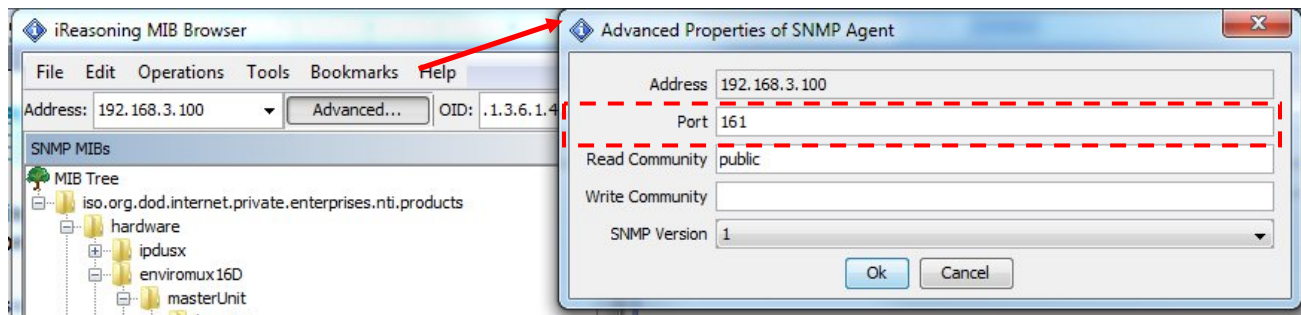 iReasoning MIB Browser
File Edit Operations Tools Bookmarks Help
Address: 192.168.3.100 Advanced... OID: .1.3.6.1.4
SNMP MIBs
MIB Tree
iso.org.dod.internet.private.enterprises.nti.products
hardware
ipdusx
enviromux16D
masterUnit
Advanced Properties of SNMP Agent
Address 192.168.3.100
Port 161
Read Community public
Write Community
SNMP Version 1
Ok Cancel